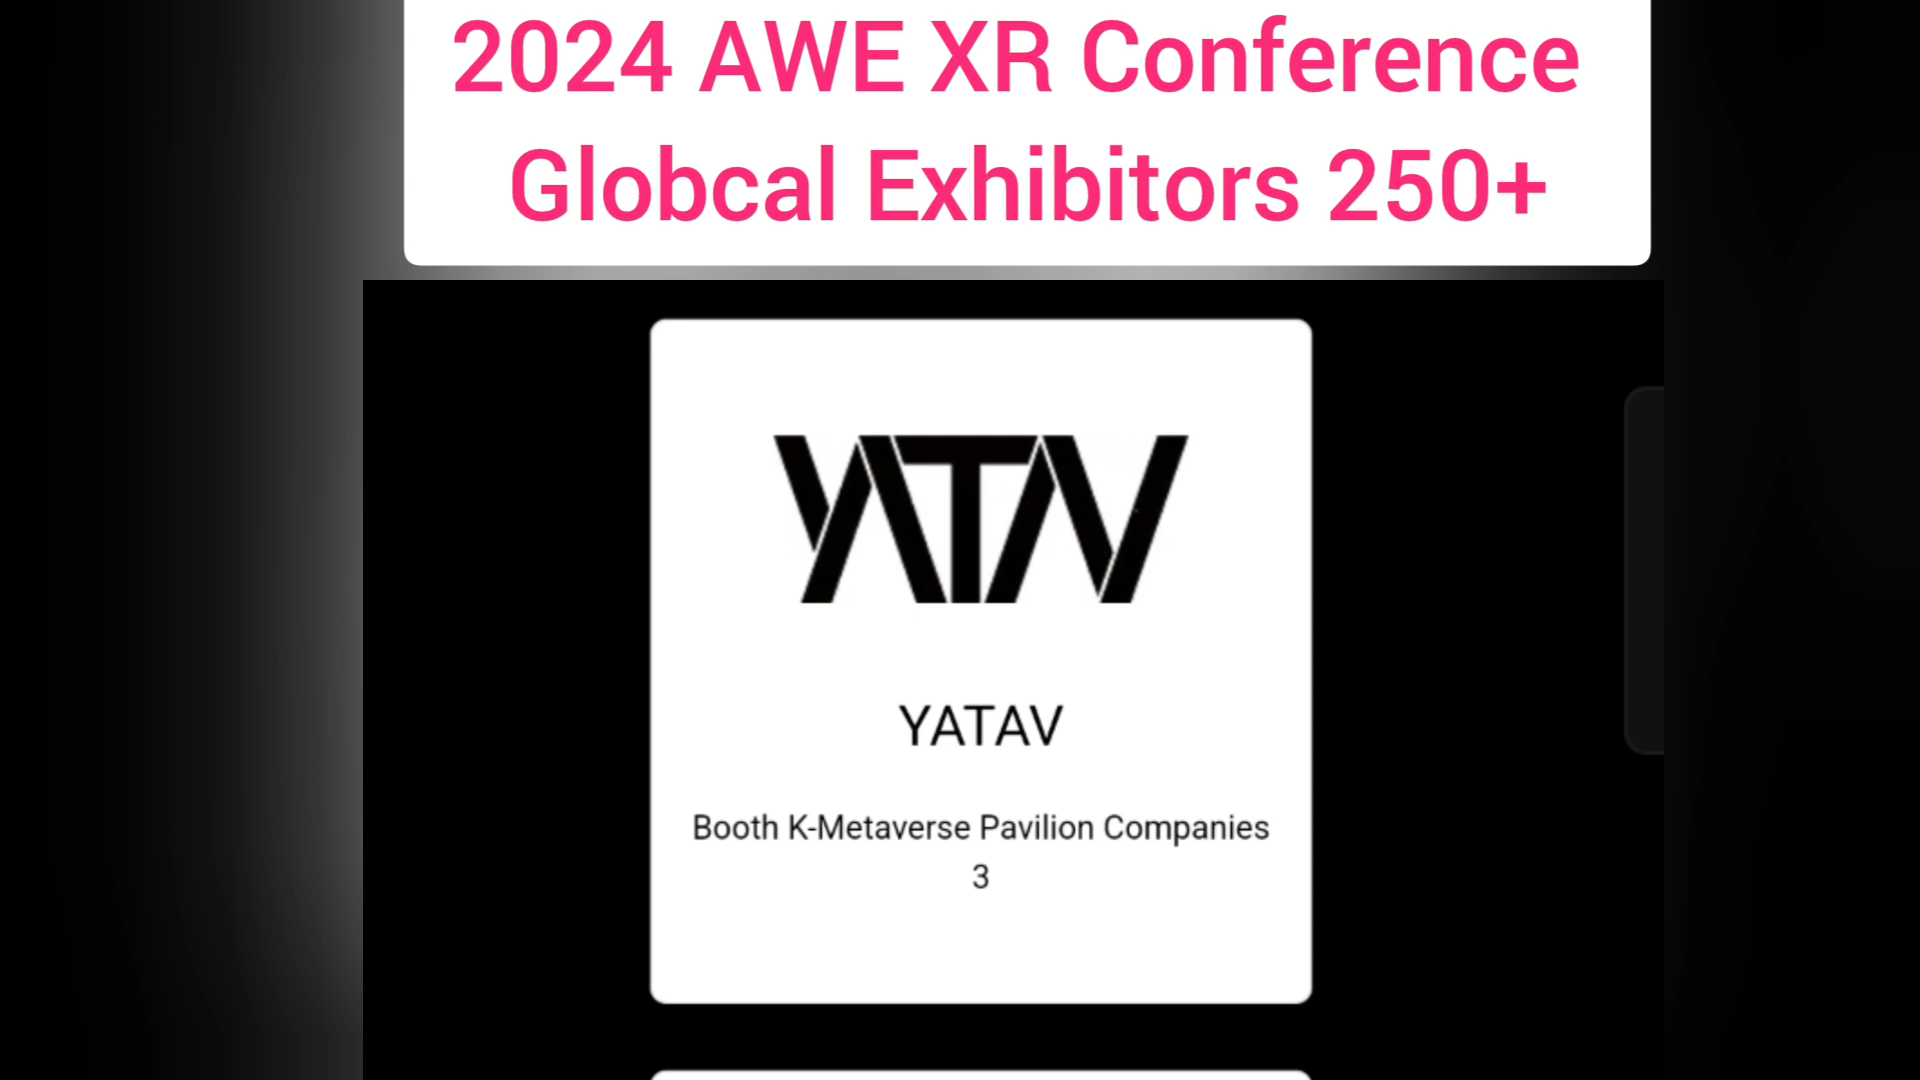 2024 AWE XR Conference
Globcal Exhibitors 250+
YATAV
YATAV
Booth K-Metaverse Pavilion Companies
3